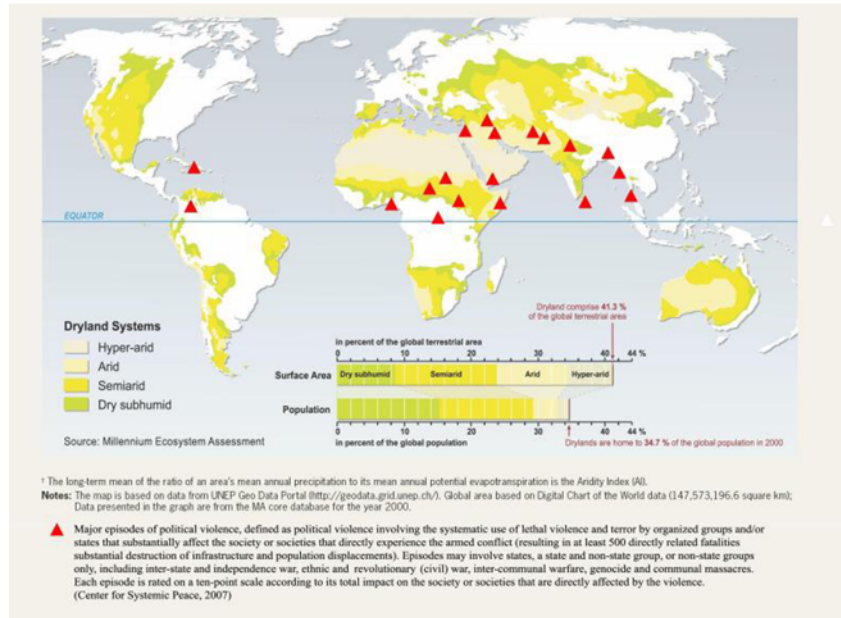 EQUATOR
Dryland comprise 41.3 %
of the global terrestrial area
Dryland Systems
Hyper-arid
Arid
Semiarid
Dry subhumid
in percent of the global terrestrial area
0 10 20 30 40 44 %
Surface Area Dry subhumid Semiarid Arid Hyper-arid
Population
0 10 20 30 40 44 %
in percent of the global population
Drylands are home to 34.7 % of the global population in 2000
Source: Millennium Ecosystem Assessment
† The long-term mean of the ratio of an area's mean annual precipitation to its mean annual potential evapotranspiration is the Aridity Index (AI).
Notes: The map is based on data from UNEP Geo Data Portal (http://geodata.grid.unep.ch/). Global area based on Digital Chart of the World data (147,573,196.6 square km);
Data presented in the graph are from the MA core database for the year 2000.
Major episodes of political violence, defined as political violence involving the systematic use of lethal violence and terror by organized groups and/or
states that substantially affect the society or societies that directly experience the armed conflict (resulting in at least 500 directly related fatalities
substantial destruction of infrastructure and population displacements). Episodes may involve states, a state and non-state group, or non-state groups
only, including inter-state and independence war, ethnic and revolutionary (civil) war, inter-communal warfare, genocide and communal massacres.
Each episode is rated on a ten-point scale according to its total impact on the society or societies that are directly affected by the violence.
(Center for Systemic Peace, 2007)